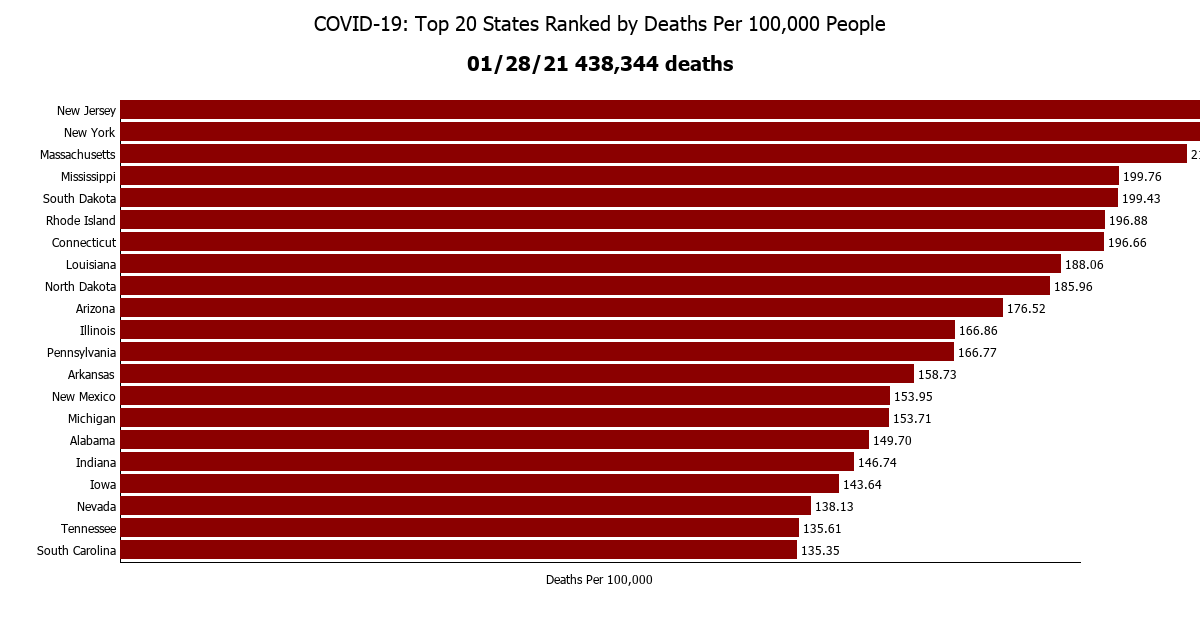 COVID-19: Top 20 States Ranked by Deaths Per 100,000 People
01/28/21 438,344 deaths
New Jersey
New York
Massachusetts
Mississippi 199.76
South Dakota 199.43
Rhode Island 196.88
Connecticut 196.66
Louisiana 188.06
North Dakota 185.96
Arizona 176.52
Illinois 166.86
Pennsylvania 166.77
Arkansas 158.73
New Mexico 153.95
Michigan 153.71
Alabama 149.70
Indiana 146.74
Iowa 143.64
Nevada 138.13
Tennessee 135.61
South Carolina 135.35
Deaths Per 100,000